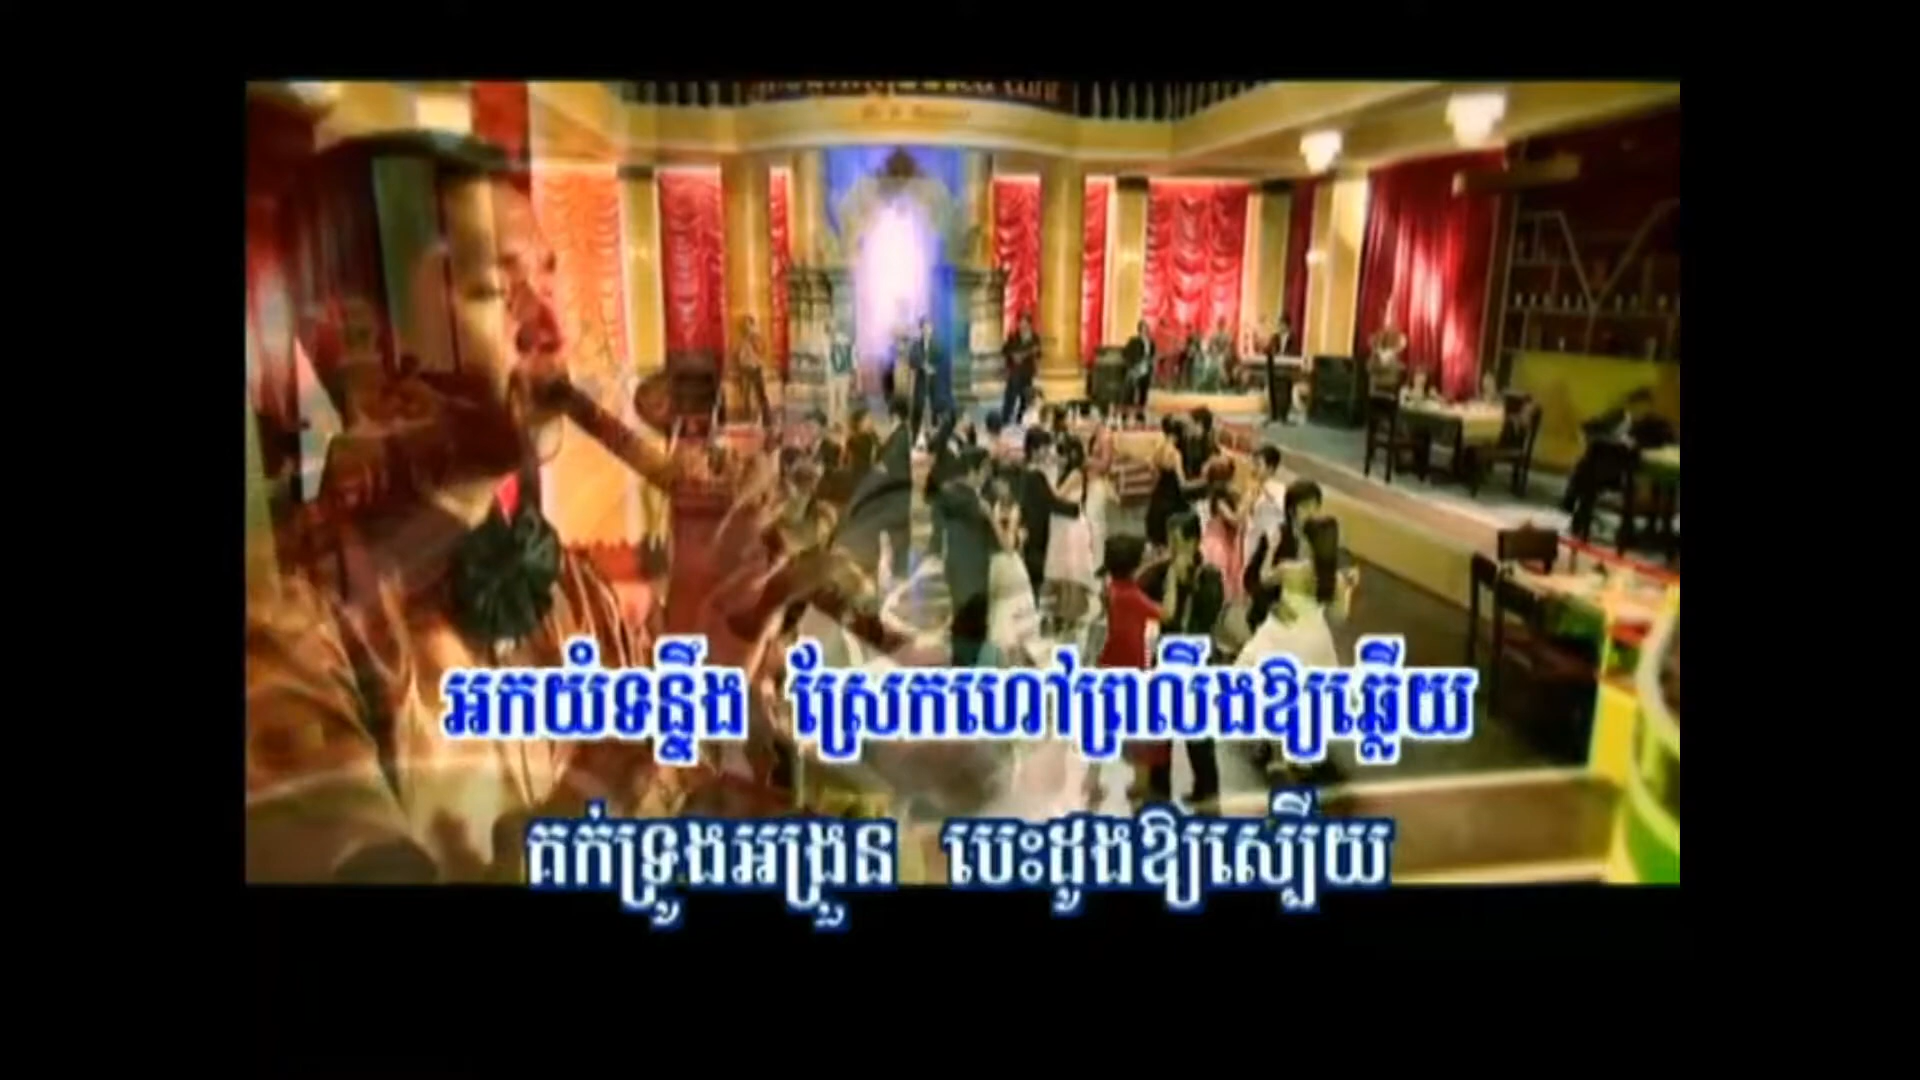 អកយំទន្នឹង ស្រែកហៅព្រលឹងឱ្យឆ្លើយ
គក់ទ្រូងអង្រួន បេះដូងឱ្យស្បើយ